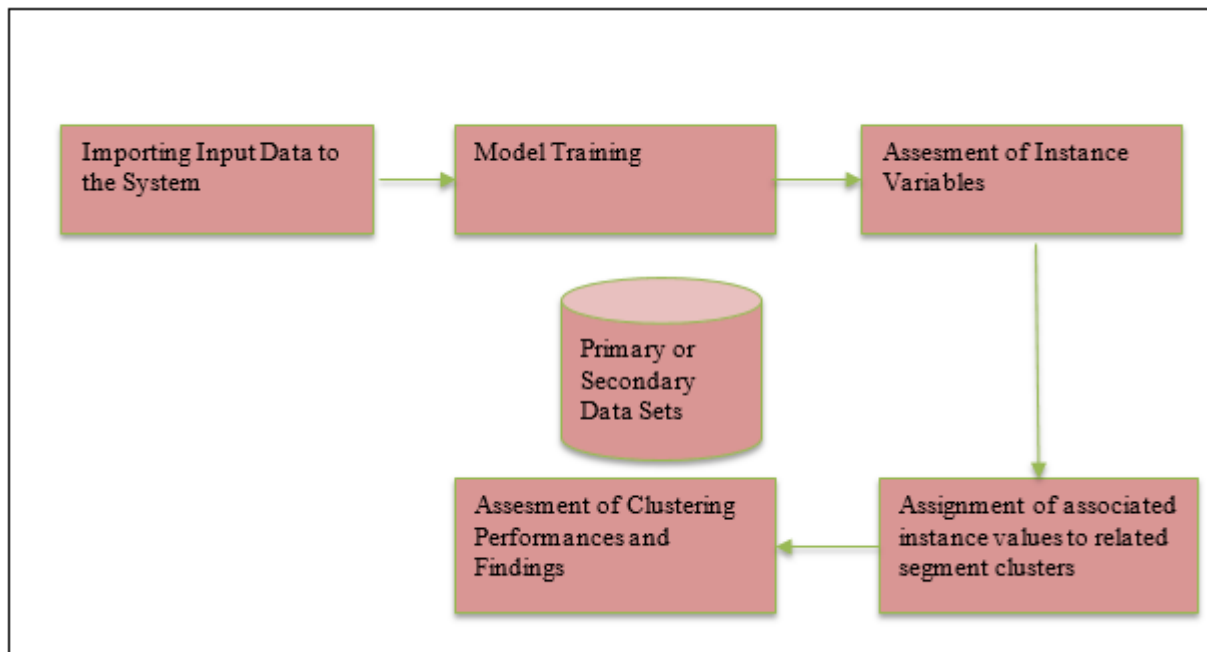 Importing Input Data to
the System
Model Training
Assesment of Instance
Variables
Primary or
Secondary
Data Sets
Assesment of Clustering
Performances and
Findings
Assignment of associated
instance values to related
segment clusters